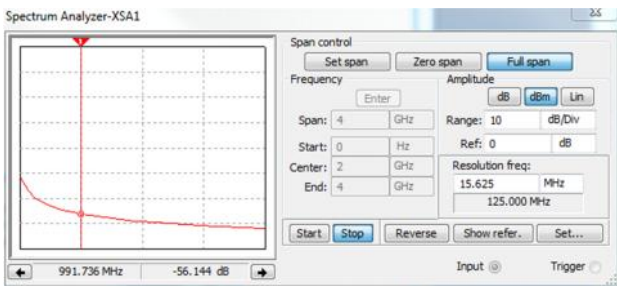 Spectrum Analyzer-XSA1
1
Span control
Set span Zero span Full span
Frequency
Enter
Span: 4 GHz
Start: 0 Hz
Center: 2 GHz
End: 4 GHz
Amplitude
dB dBm Lin
Range: 10 dB/Div
Ref: 0 dB
Resolution freq:
15.625 MHz
125.000 MHz
Start Stop Reverse Show refer. Set...
991.736 MHz -56.144 dB
Input Trigger